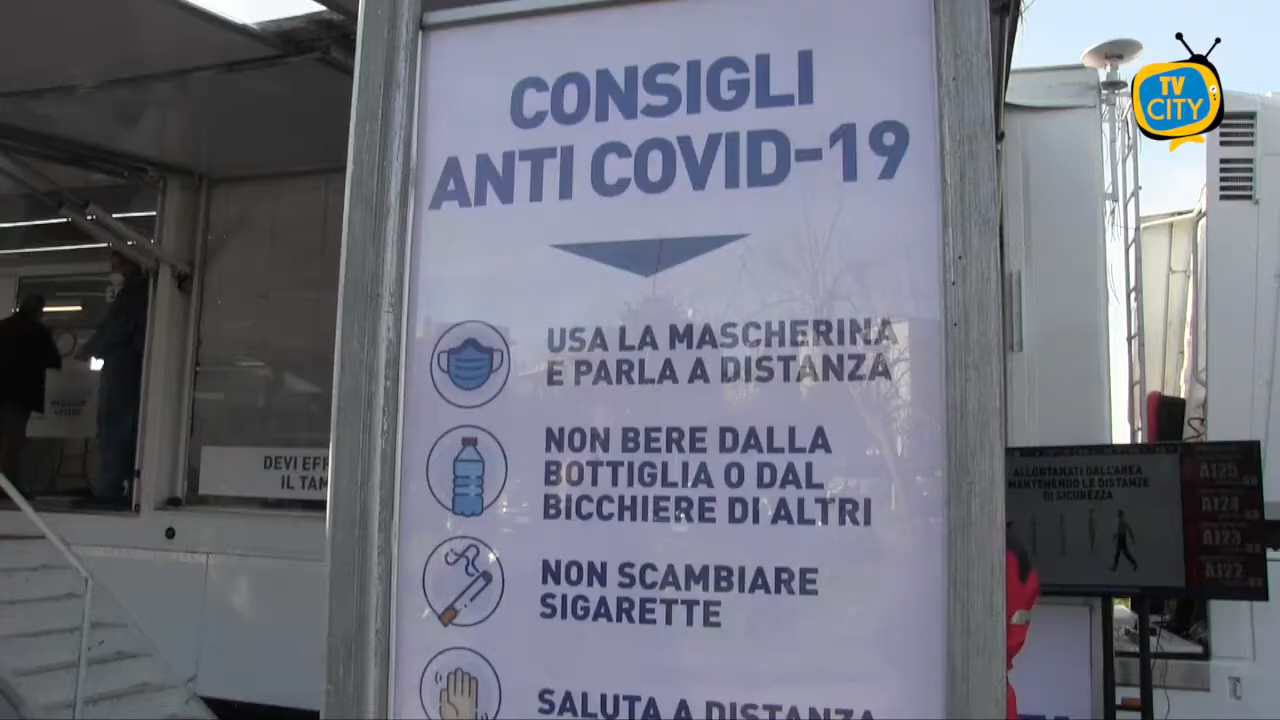 TV
CITY
CONSIGLI
ANTI COVID-19
USA LA MASCHERINA
E PARLA A DISTANZA
NON BERE DALLA
BOTTIGLIA O DAL
BICCHIERE DI ALTRI
NON SCAMBIARE
SIGARETTE
SALUTA A DISTANZA
DEVI EFF
IL TAM
ALLONTANATI DALL'AREA
MANTENENDO LE DISTANZE
DI SICUREZZA
A125
A124
A123
A122